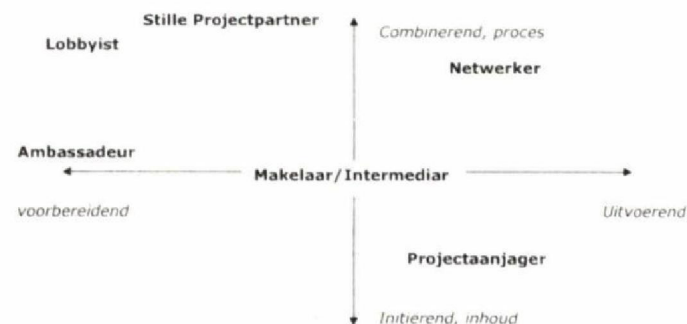 Stille Projectpartner
Combinerend, proces
Lobbyist
Netwerker
Ambassadeur
Makelaar/Intermediar
voorbereidend
Uitvoerend
Projectaanjager
Initierend, inhoud